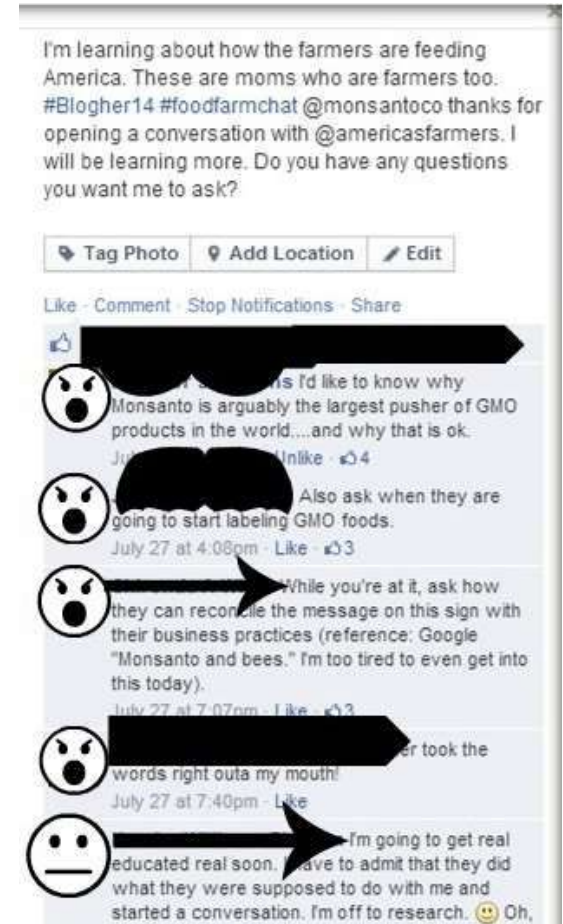 I'm learning about how the farmers are feeding
America. These are moms who are farmers too.
#Blogher14 #foodfarmchat @monsantoco thanks for
opening a conversation with @americasfarmers. I
will be learning more. Do you have any questions
you want me to ask?
Tag Photo Add Location Edit
Like · Comment · Stop Notifications · Share
I'd like to know why
Monsanto is arguably the largest pusher of GMO
products in the world....and why that is ok.
Unlike · 4
Also ask when they are
going to start labeling GMO foods.
July 27 at 4:08pm · Like · 3
While you're at it, ask how
they can reconcile the message on this sign with
their business practices (reference: Google
"Monsanto and bees." I'm too tired to even get into
this today).
July 27 at 7:07pm · Like · 3
took the
words right outa my mouth!
July 27 at 7:40pm · Like
I'm going to get real
educated real soon. I have to admit that they did
what they were supposed to do with me and
started a conversation. I'm off to research. 🙂 Oh,